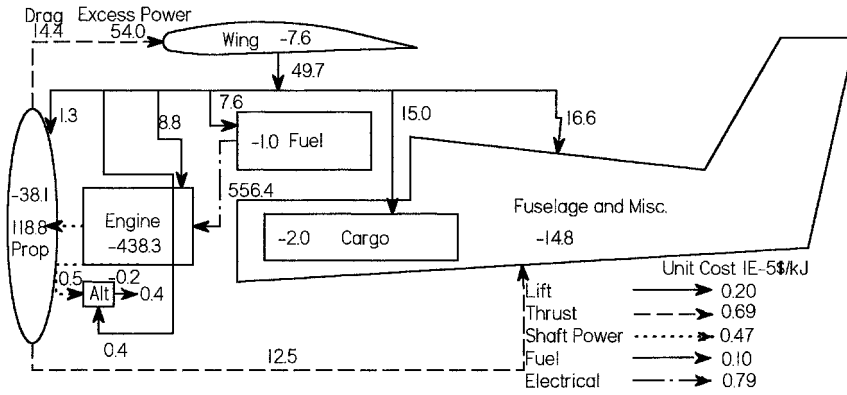 Drag Excess Power
14.4 54.0
Wing -7.6
49.7
1.3
8.8
7.6
15.0
16.6
-1.0 Fuel
556.4
-38.1
118.8
Prop
Engine
-438.3
-2.0 Cargo
Fuselage and Misc.
-14.8
0.5
-0.2
Alt
0.4
0.4
12.5
Unit Cost 1E-5$/kJ
Lift 0.20
Thrust 0.69
Shaft Power 0.47
Fuel 0.10
Electrical 0.79